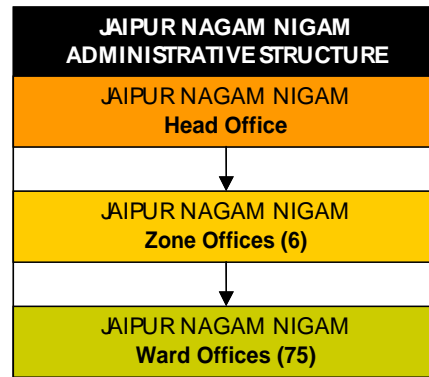 JAIPUR NAGAM NIGAM
ADMINISTRATIVE STRUCTURE
JAIPUR NAGAM NIGAM
Head Office
JAIPUR NAGAM NIGAM
Zone Offices (6)
JAIPUR NAGAM NIGAM
Ward Offices (75)